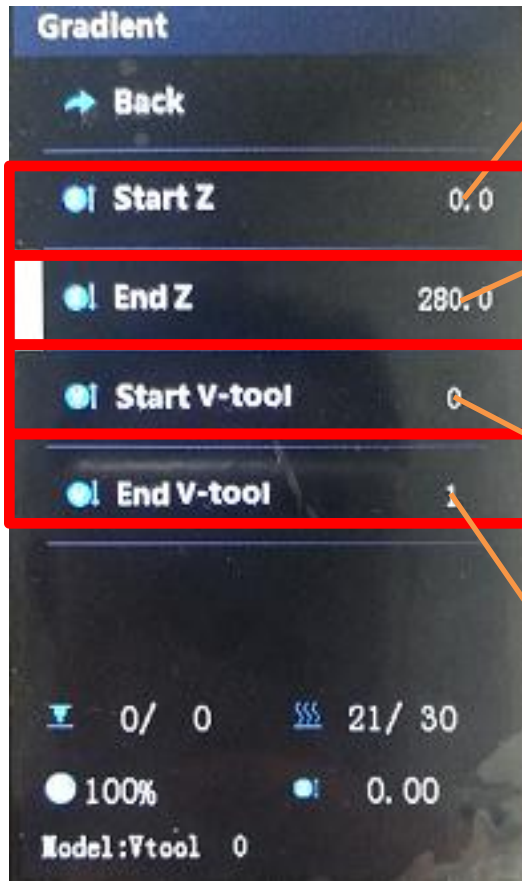 Gradient
Back
Start Z 0.0
End Z 280.0
Start V-tool 0
End V-tool 1
0/ 0 21/ 30
100% 0.00
Model:Vtool 0